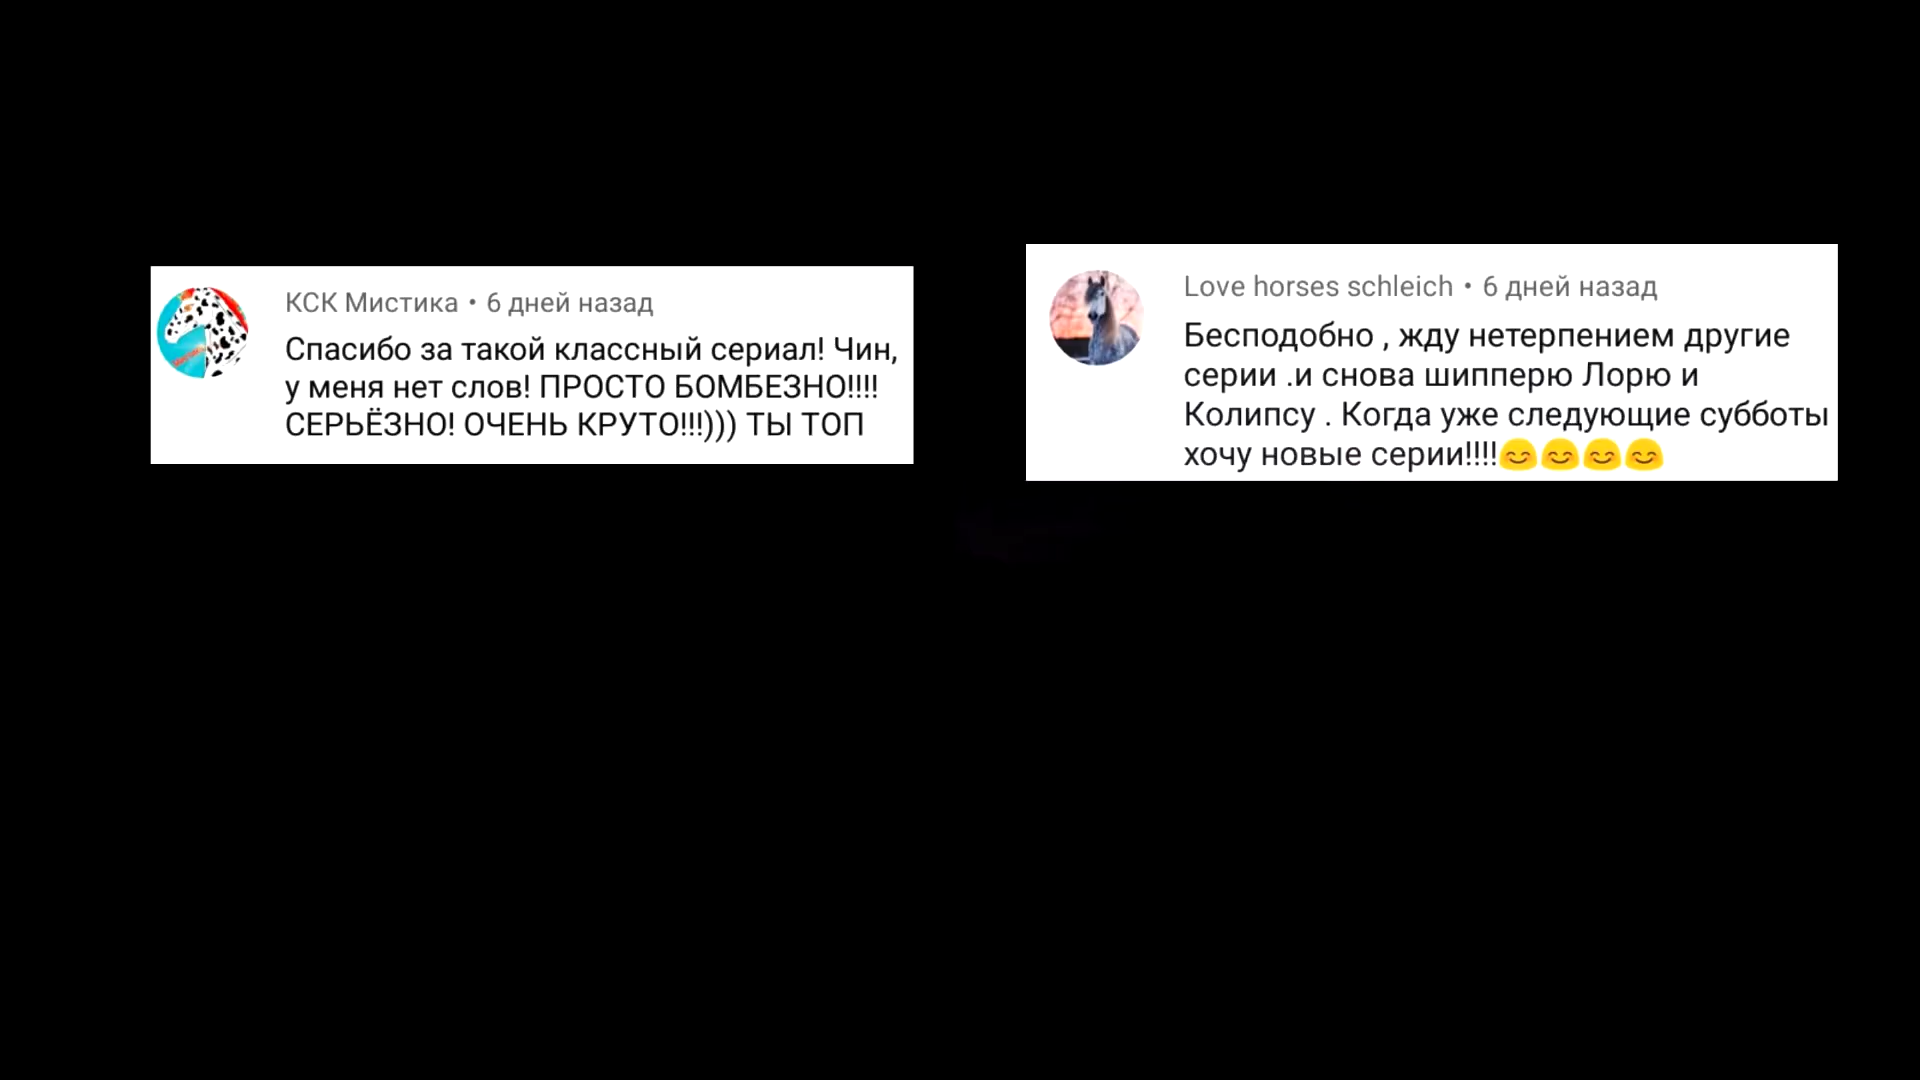 КСК Мистика • 6 дней назад
Спасибо за такой классный сериал! Чин,
у меня нет слов! ПРОСТО БОМБЕЗНО!!!!
СЕРЬЁЗНО! ОЧЕНЬ КРУТО!!!))) ТЫ ТОП
Love horses schleich • 6 дней назад
Бесподобно , жду нетерпением другие
серии .и снова шипперю Лорю и
Колипсу . Когда уже следующие субботы
хочу новые серии!!!!😊😊😊😊